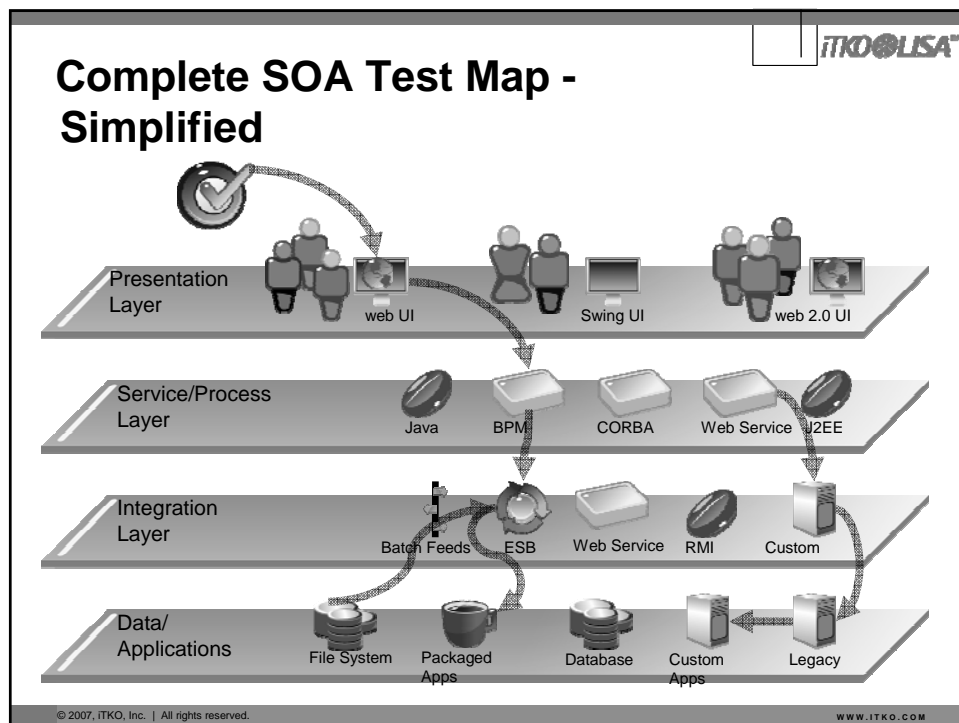 iTKO LISA™
Complete SOA Test Map -
Simplified
Presentation
Layer
web UI
Swing UI
web 2.0 UI
Service/Process
Layer
Java
BPM
CORBA
Web Service
J2EE
Integration
Layer
Batch Feeds
ESB
Web Service
RMI
Custom
Data/
Applications
File System
Packaged
Apps
Database
Custom
Apps
Legacy
© 2007, iTKO, Inc. | All rights reserved.
WWW.ITKO.COM